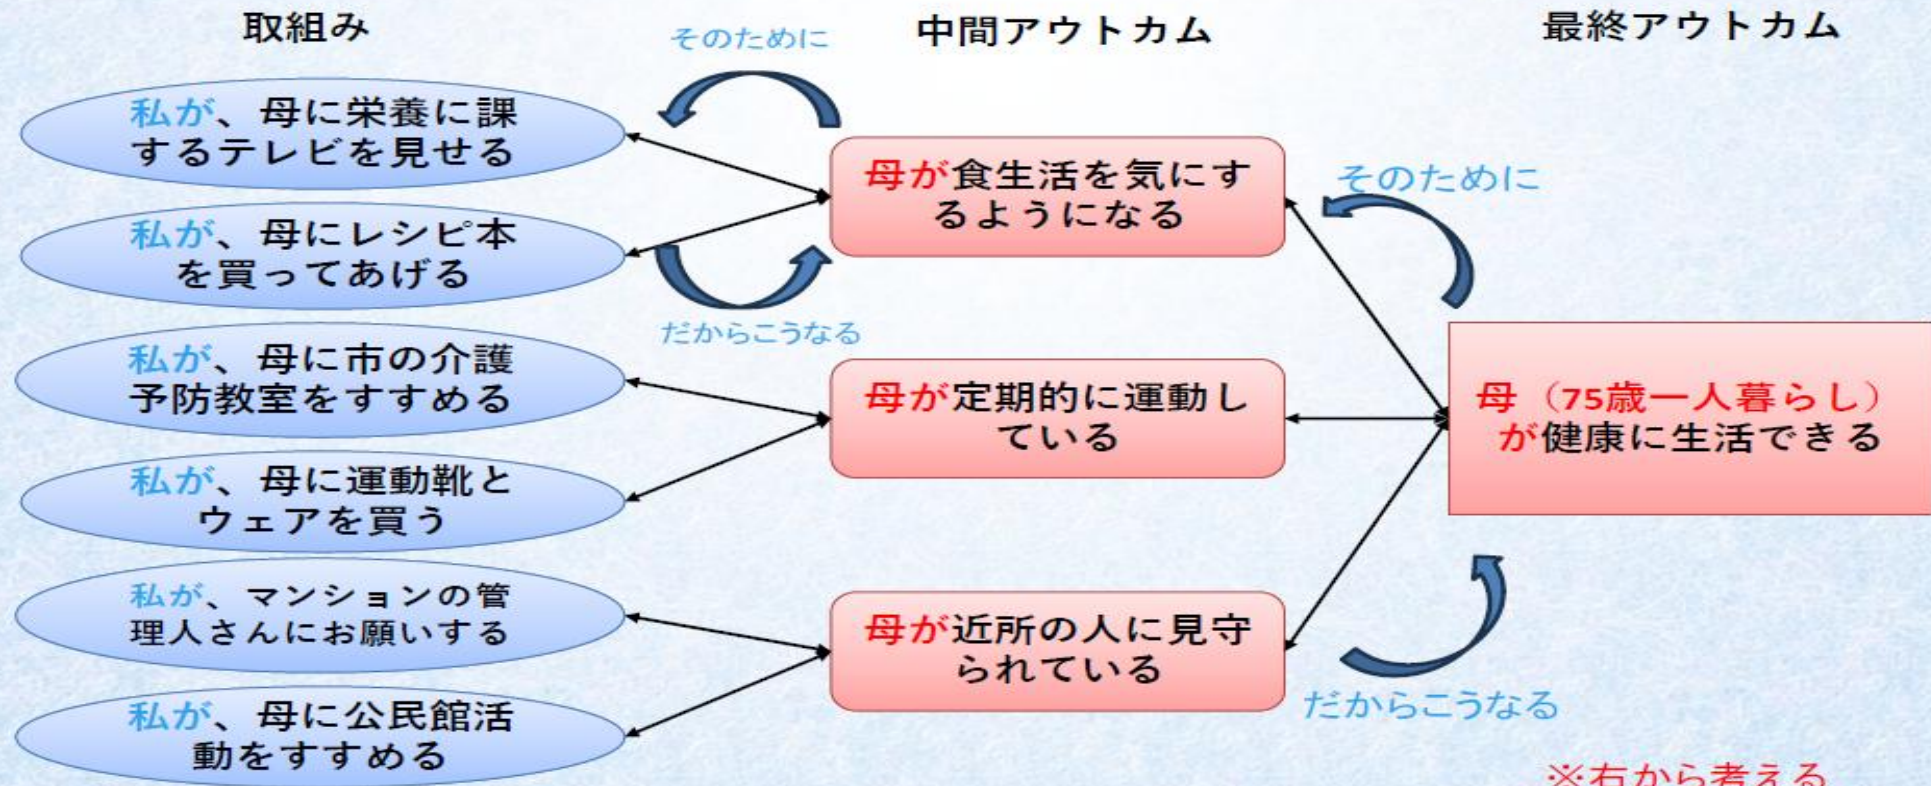 取組み
そのために
中間アウトカム
最終アウトカム
私が、母に栄養に課
するテレビを見せる
私が、母にレシピ本
を買ってあげる
だからこうなる
私が、母に市の介護
予防教室をすすめる
私が、母に運動靴と
ウェアを買う
私が、マンションの管
理人さんにお願いする
私が、母に公民館活
動をすすめる
母が食生活を気にす
るようになる
母が定期的に運動し
ている
母が近所の人に見守
られている
そのために
母（75歳一人暮らし）
が健康に生活できる
だからこうなる
※右から考える